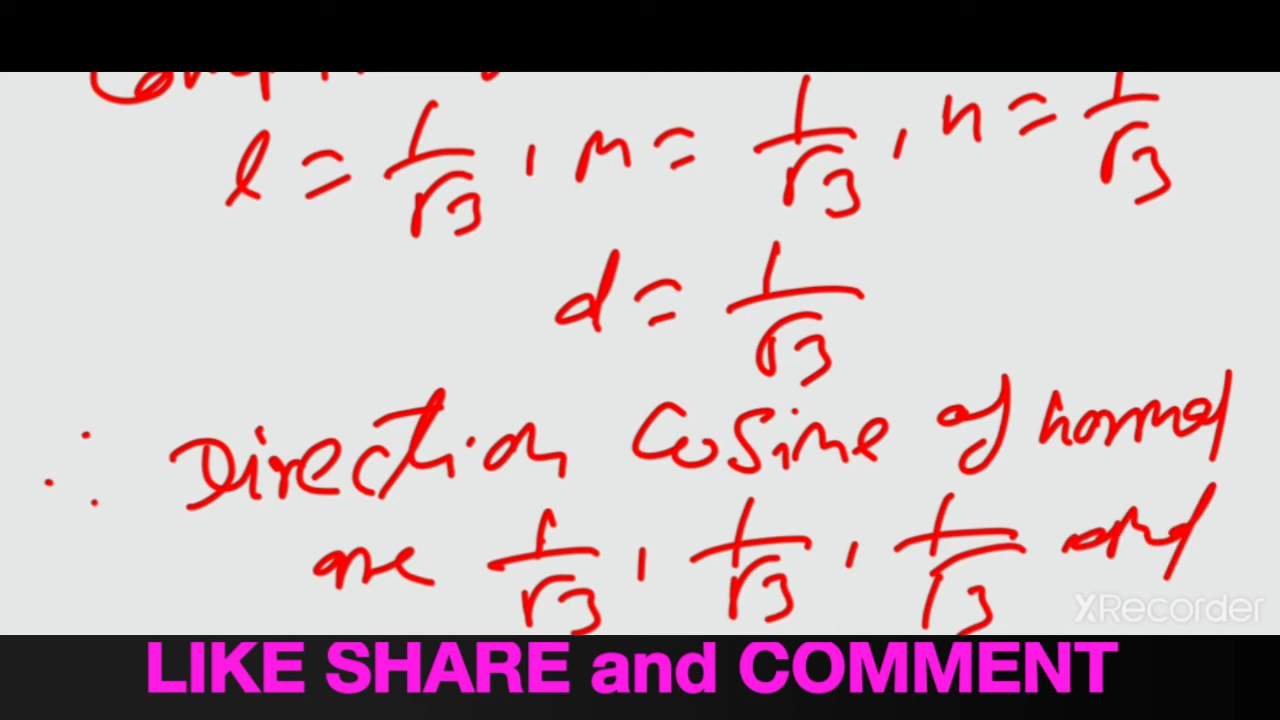 l = 1/√3, m = 1/√3, n = 1/√3
d = 1/√3
∴ Direction Cosine of normal
are 1/√3, 1/√3, 1/√3 and
XRecorder
LIKE SHARE and COMMENT